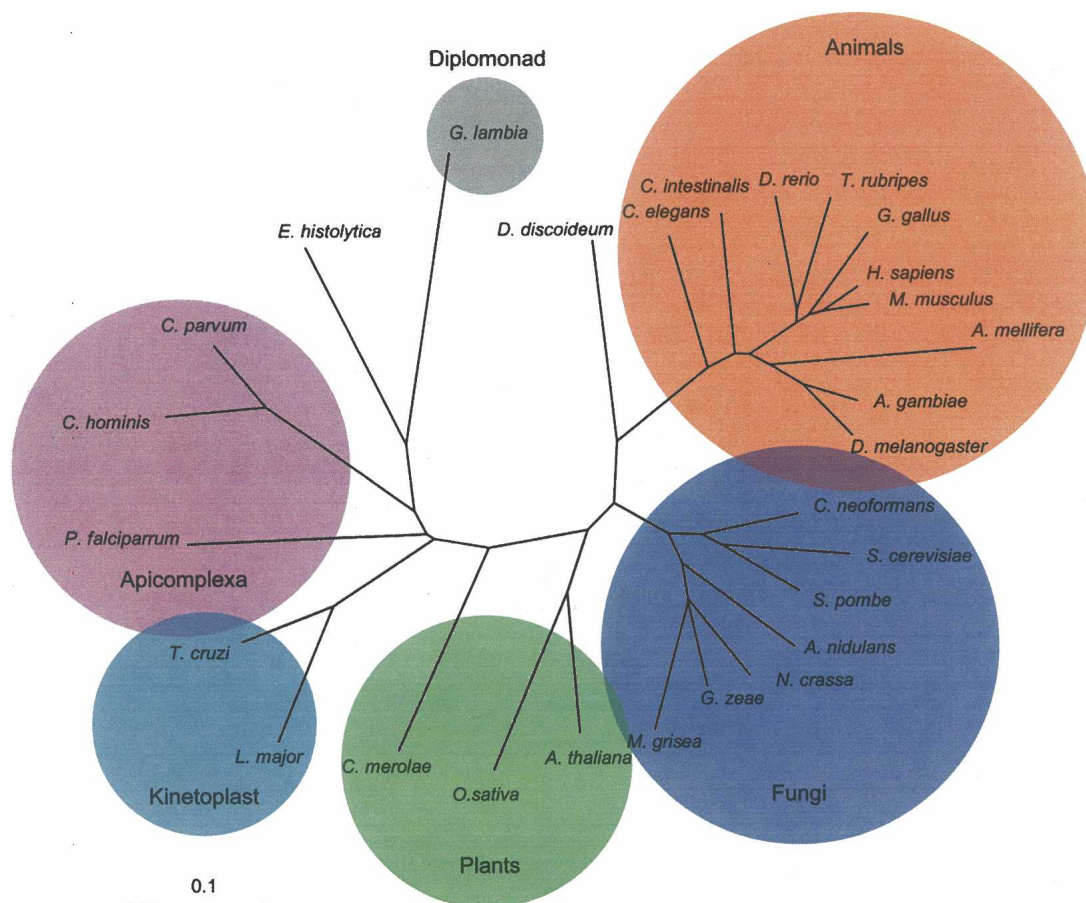 Animals
Diplomonad
G. lambia
C. intestinalis
D. rerio
T. rubripes
C. elegans
G. gallus
E. histolytica
D. discoideum
H. sapiens
M. musculus
C. parvum
A. mellifera
C. hominis
A. gambiae
D. melanogaster
C. neoformans
P. falciparrum
S. cerevisiae
Apicomplexa
S. pombe
T. cruzi
A. nidulans
N. crassa
G. zeae
L. major
C. merolae
A. thaliana
M. grisea
Kinetoplast
O.sativa
Fungi
Plants
0.1